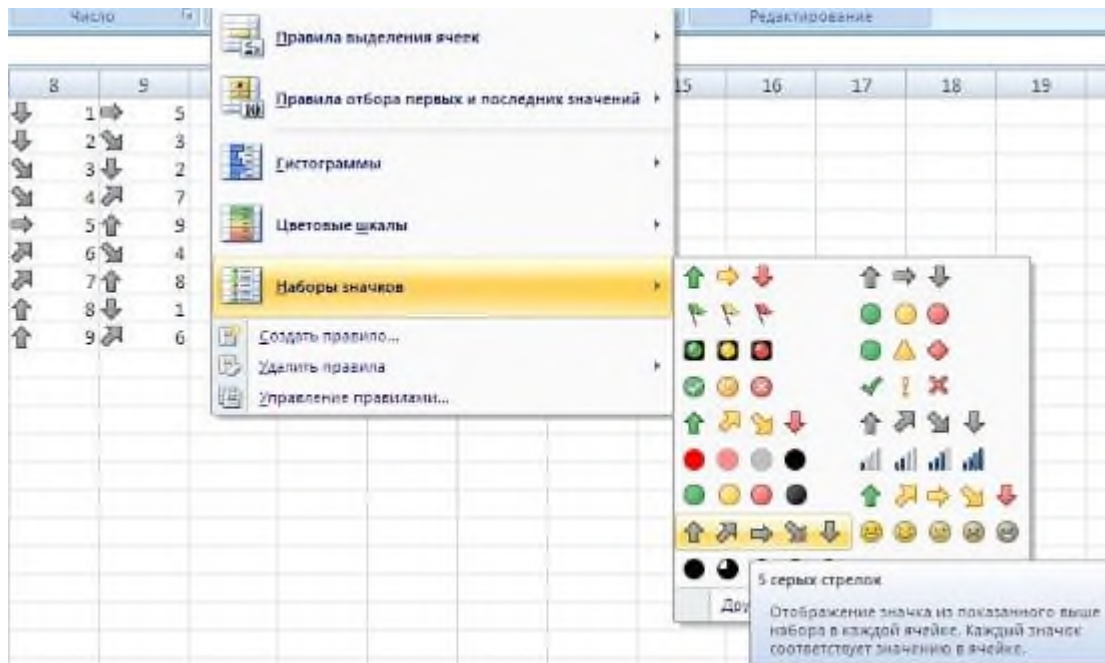 Число
Редактирование
Правила выделения ячеек
Правила отбора первых и последних значений
Гистограммы
Цветовые шкалы
Наборы значков
Создать правило...
Удалить правила
Управление правилами...
8 9 15 16 17 18 19
1 5
2 3
3 2
4 7
5 9
6 4
7 8
8 1
9 6
Дру
5 серых стрелок
Отображение значка из показанного выше
набора в каждой ячейке. Каждый значок
соответствует значению в ячейке.